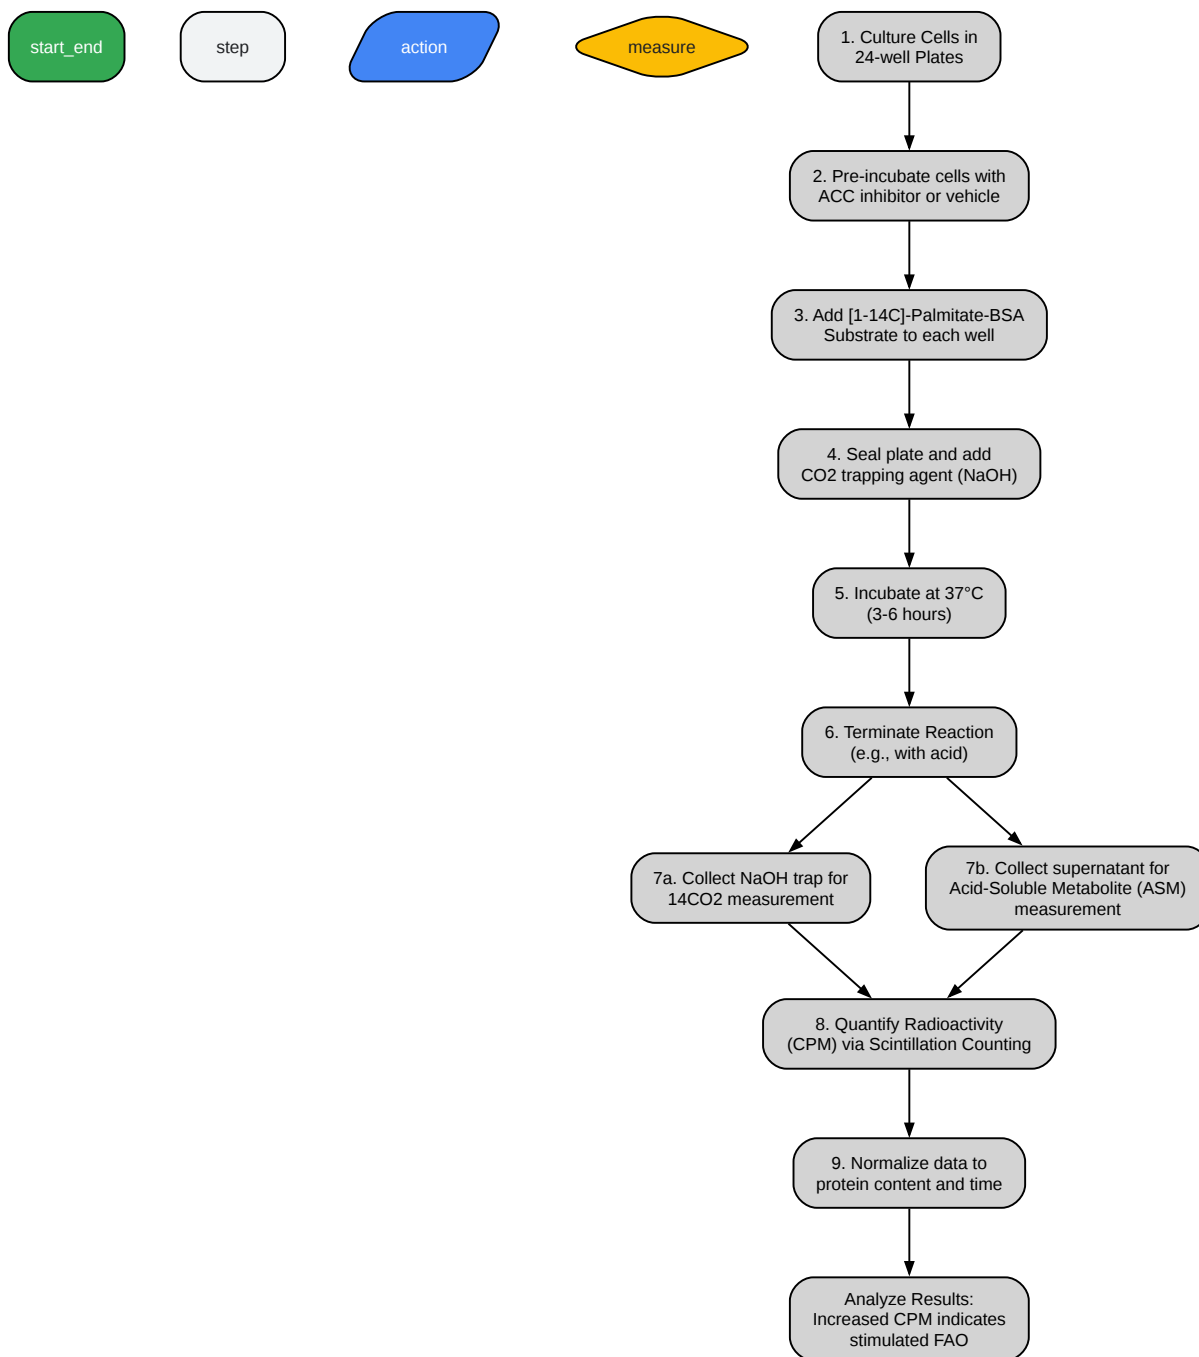 start_end
step
action
measure
1. Culture Cells in
24-well Plates
2. Pre-incubate cells with
ACC inhibitor or vehicle
3. Add [1-14C]-Palmitate-BSA
Substrate to each well
4. Seal plate and add
CO2 trapping agent (NaOH)
5. Incubate at 37°C
(3-6 hours)
6. Terminate Reaction
(e.g., with acid)
7a. Collect NaOH trap for
14CO2 measurement
7b. Collect supernatant for
Acid-Soluble Metabolite (ASM)
measurement
8. Quantify Radioactivity
(CPM) via Scintillation Counting
9. Normalize data to
protein content and time
Analyze Results:
Increased CPM indicates
stimulated FAO